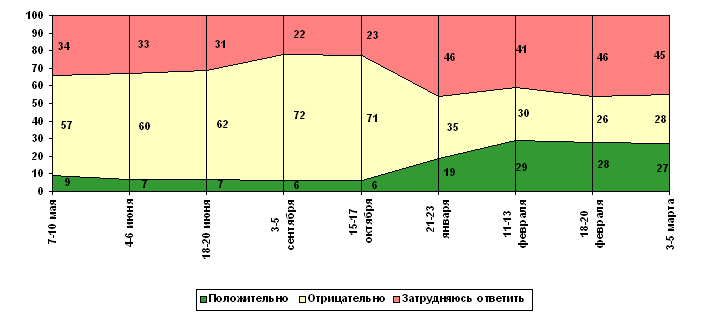 100
90
80
70
60
50
40
30
20
10
0
34 33 31 22 23 46 41 46 45
57 60 62 72 71 35 30 26 28
9 7 7 6 6 19 29 28 27
7-10 мая
4-6 июня
18-20 июня
3-5
сентября
15-17
октября
21-23
января
11-13
февраля
18-20
февраля
3-5 марта
Положительно Отрицательно Затрудняюсь ответить